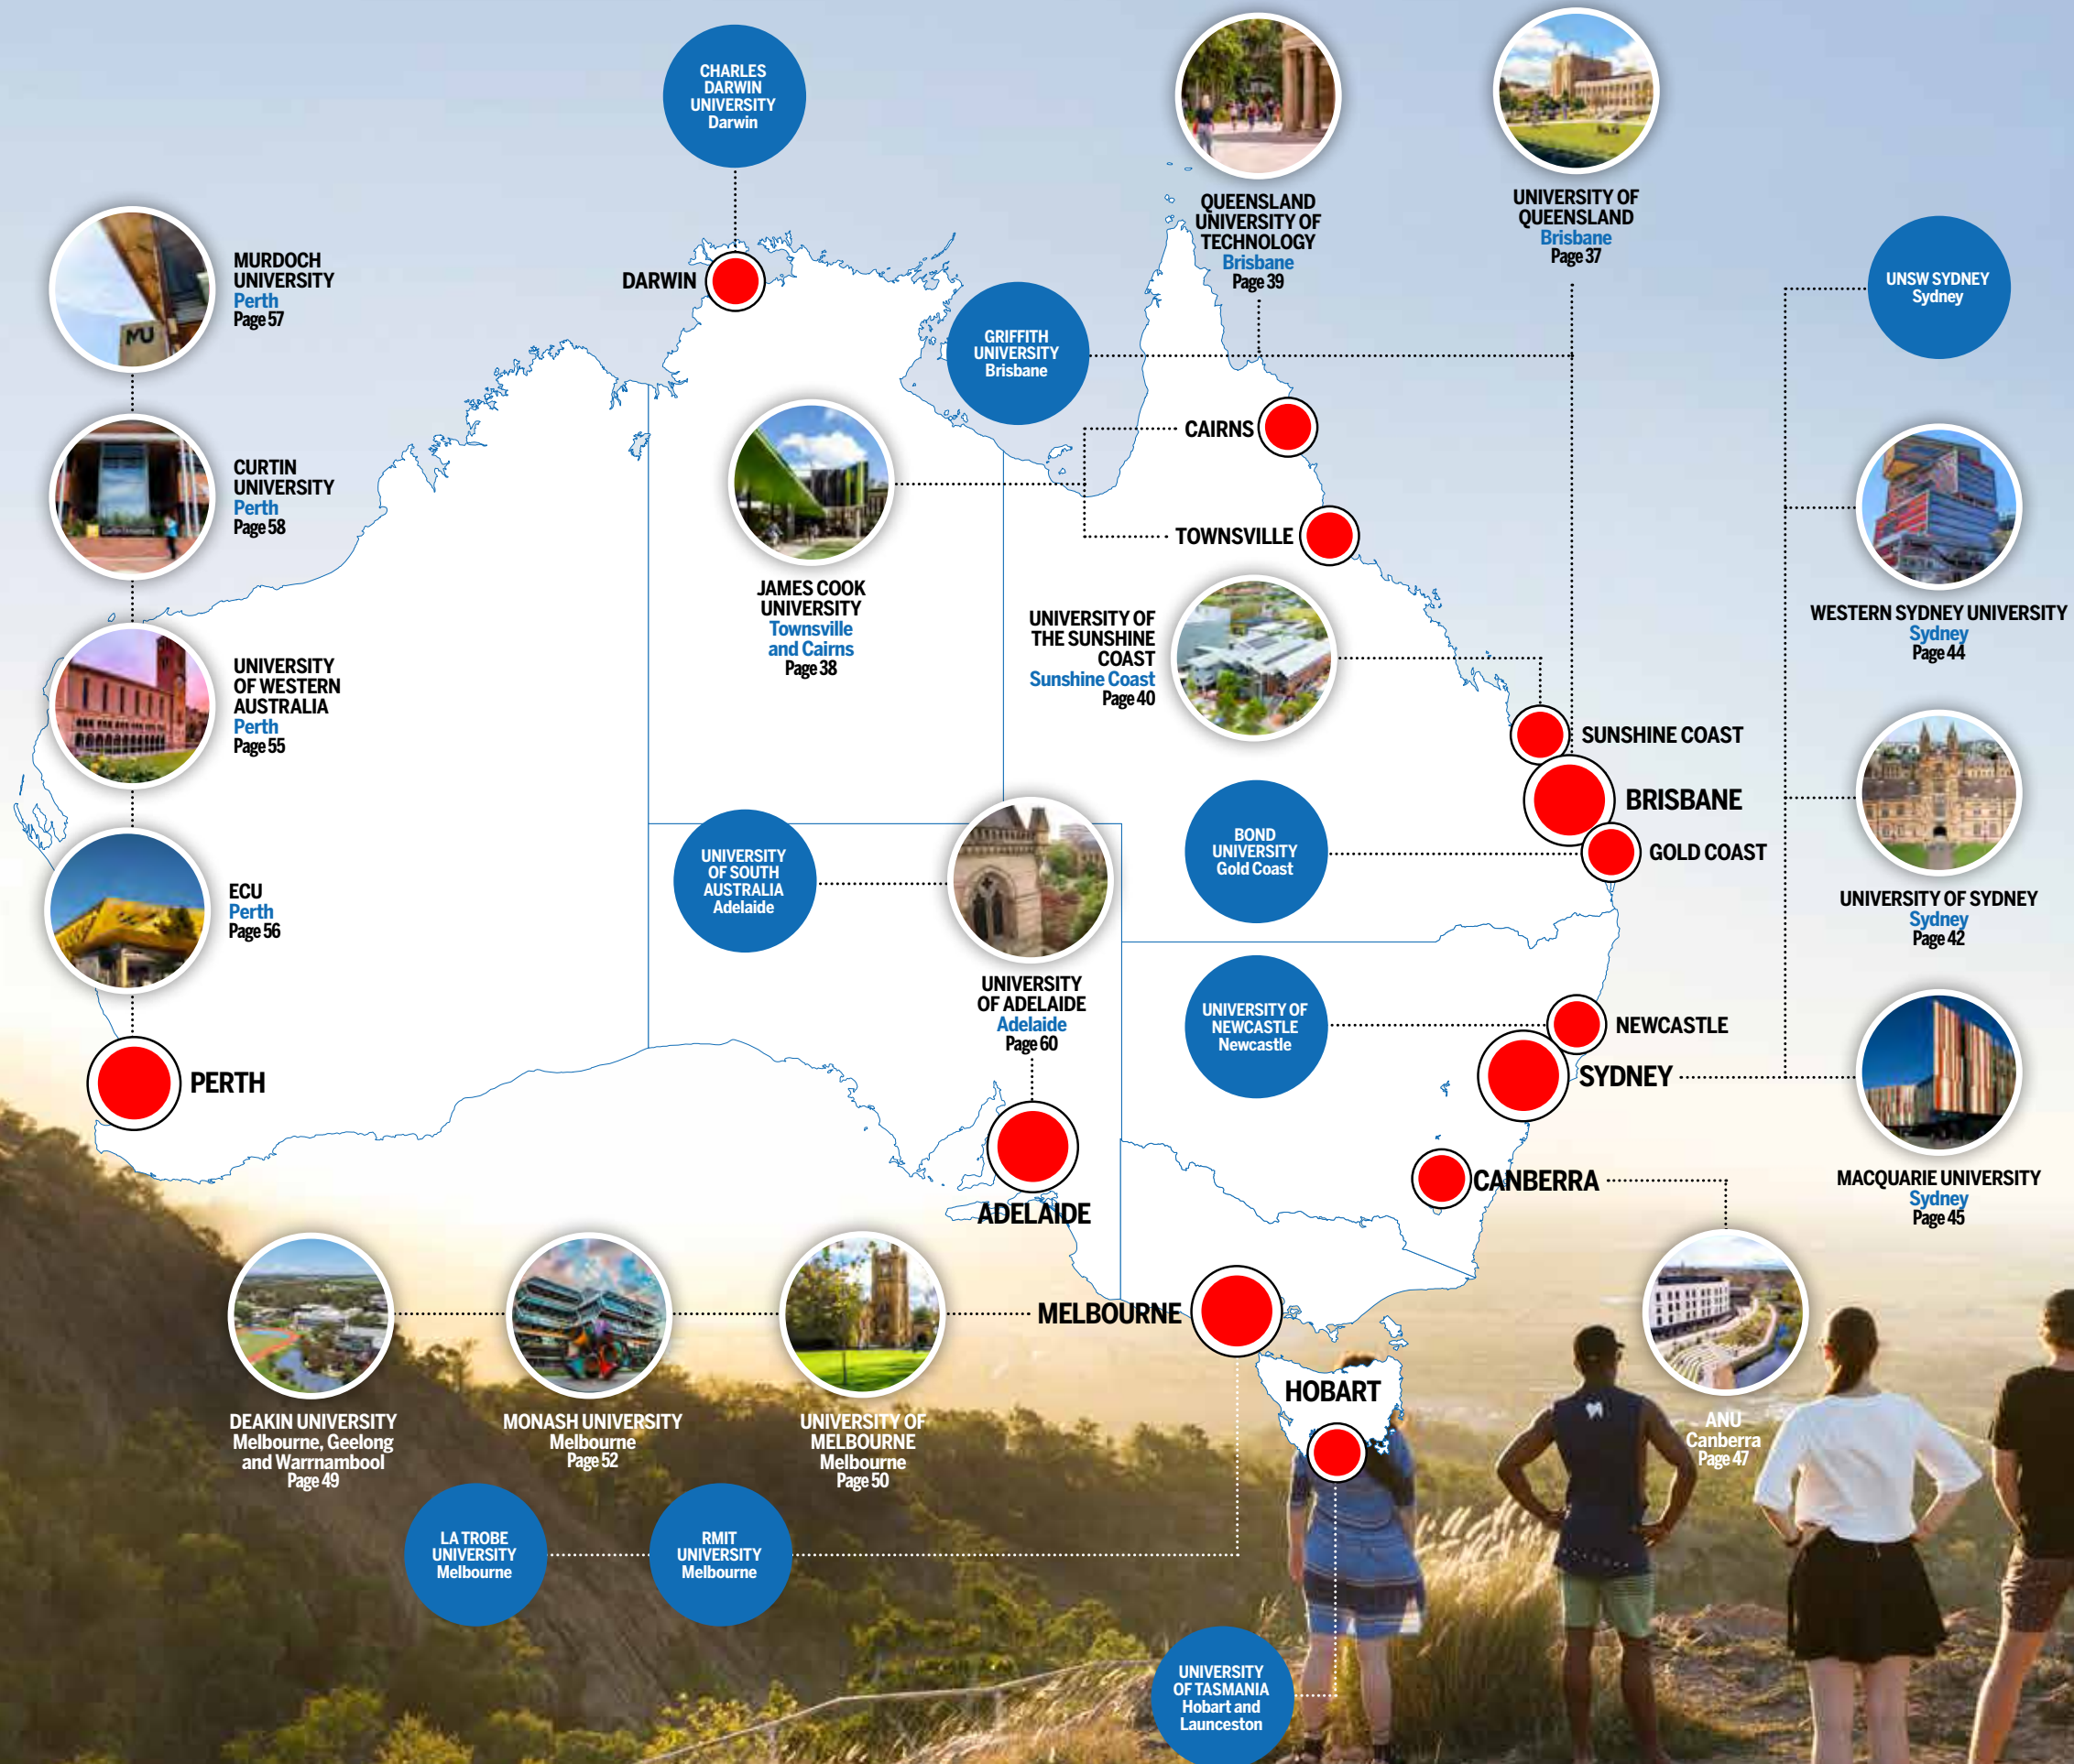 CHARLES
DARWIN
UNIVERSITY
Darwin
QUEENSLAND
UNIVERSITY OF
TECHNOLOGY
Brisbane
Page 39
UNIVERSITY OF
QUEENSLAND
Brisbane
Page 37
MURDOCH
UNIVERSITY
Perth
Page 57
MU
DARWIN
UNSW SYDNEY
Sydney
GRIFFITH
UNIVERSITY
Brisbane
CAIRNS
CURTIN
UNIVERSITY
Perth
Page 58
TOWNSVILLE
JAMES COOK
UNIVERSITY
Townsville
and Cairns
Page 38
UNIVERSITY OF
THE SUNSHINE
COAST
Sunshine Coast
Page 40
WESTERN SYDNEY UNIVERSITY
Sydney
Page 44
UNIVERSITY
OF WESTERN
AUSTRALIA
Perth
Page 55
SUNSHINE COAST
BRISBANE
GOLD COAST
BOND
UNIVERSITY
Gold Coast
UNIVERSITY
OF SOUTH
AUSTRALIA
Adelaide
ECU
Perth
Page 56
UNIVERSITY OF SYDNEY
Sydney
Page 42
UNIVERSITY
OF ADELAIDE
Adelaide
Page 60
UNIVERSITY OF
NEWCASTLE
Newcastle
NEWCASTLE
SYDNEY
PERTH
CANBERRA
MACQUARIE UNIVERSITY
Sydney
Page 45
ADELAIDE
MELBOURNE
HOBART
DEAKIN UNIVERSITY
Melbourne, Geelong
and Warrnambool
Page 49
MONASH UNIVERSITY
Melbourne
Page 52
UNIVERSITY OF
MELBOURNE
Melbourne
Page 50
ANU
Canberra
Page 47
LA TROBE
UNIVERSITY
Melbourne
RMIT
UNIVERSITY
Melbourne
UNIVERSITY
OF TASMANIA
Hobart and
Launceston